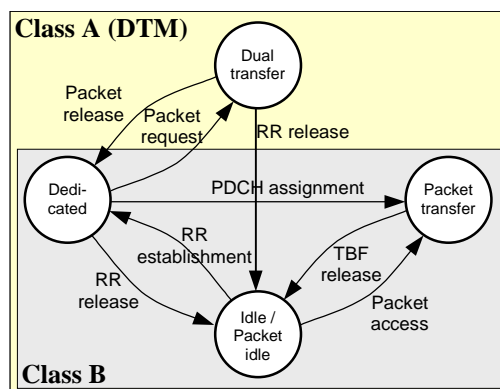 Class A (DTM)
Dual
transfer
Packet
release
Packet
request
RR release
Dedi-
cated
PDCH assignment
Packet
transfer
RR
establishment
TBF
release
RR
release
Packet
access
Idle /
Packet
idle
Class B